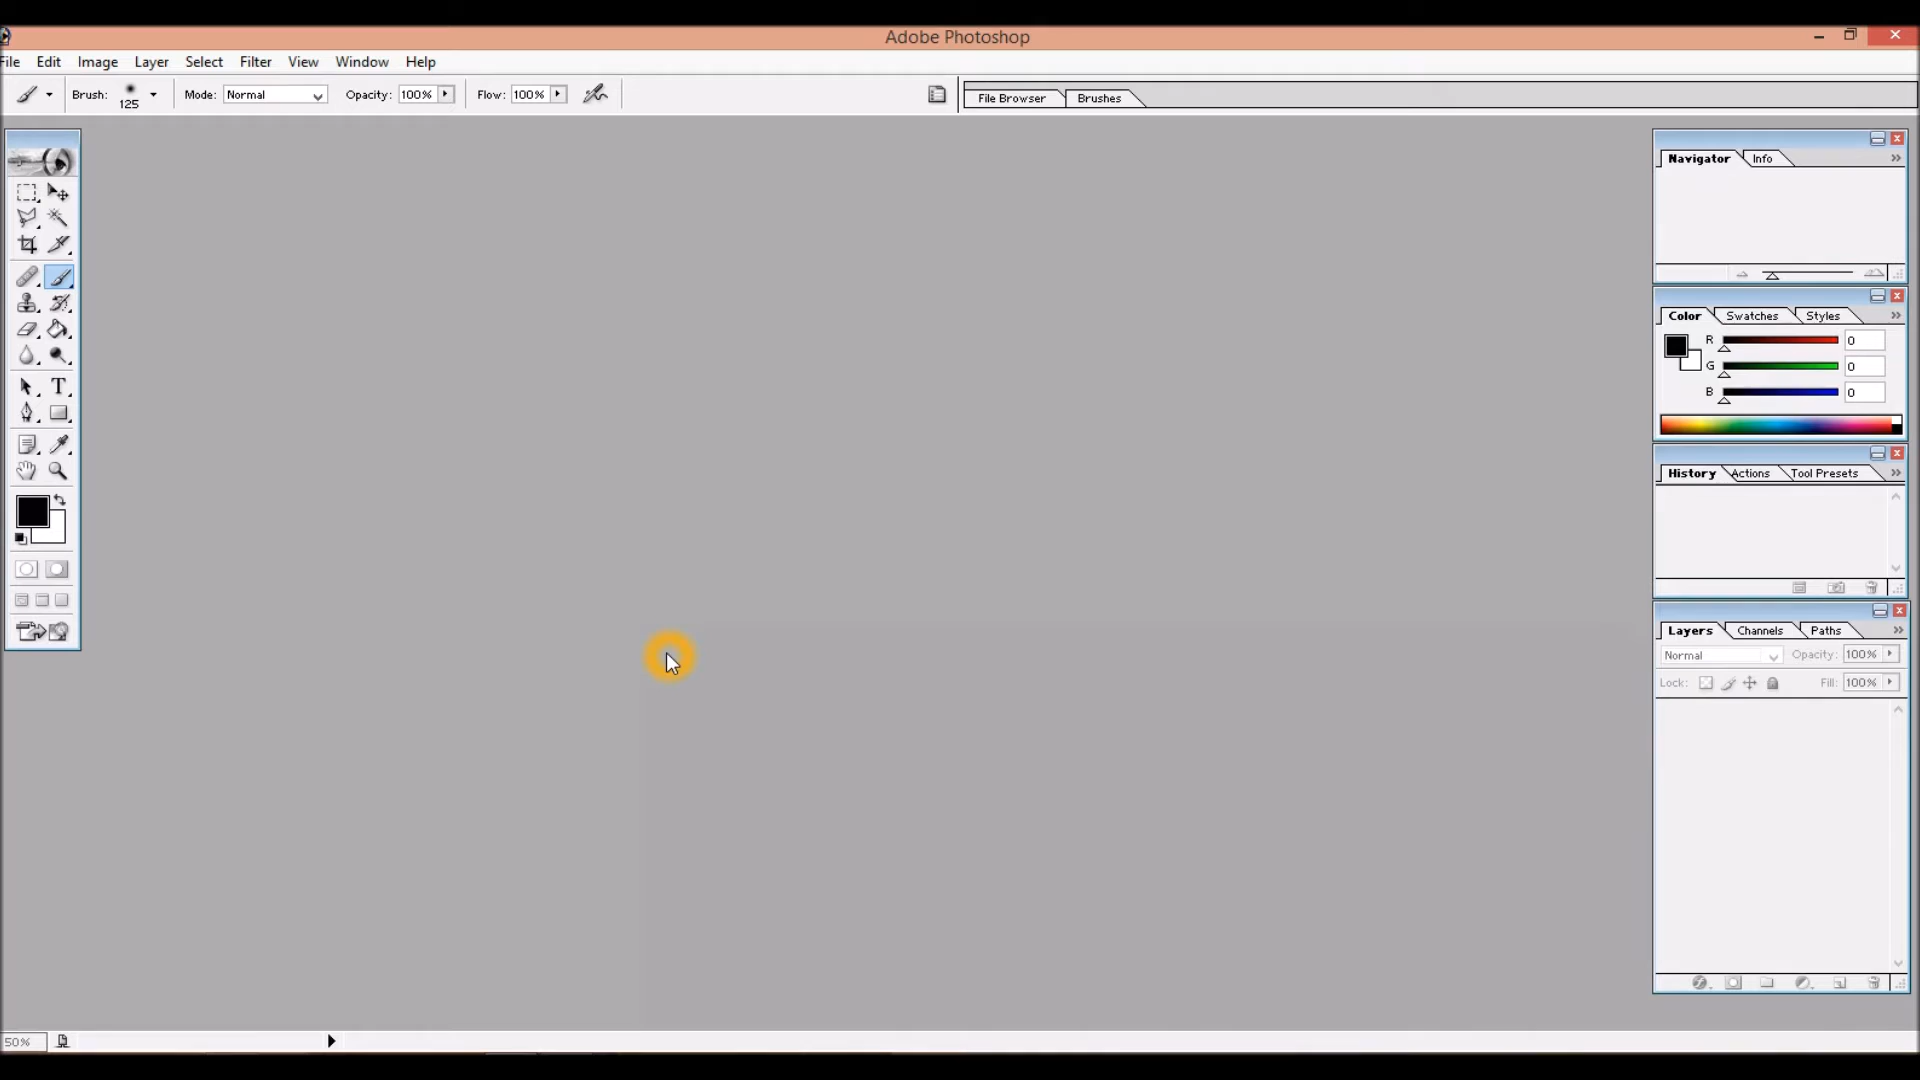 Adobe Photoshop
File Edit Image Layer Select Filter View Window Help
Brush: 125 Mode: Normal Opacity: 100% Flow: 100% File Browser Brushes
Navigator Info
Color Swatches Styles
R 0
G 0
B 0
T
History Actions Tool Presets
Layers Channels Paths
Normal Opacity: 100%
Lock: Fill: 100%
50%